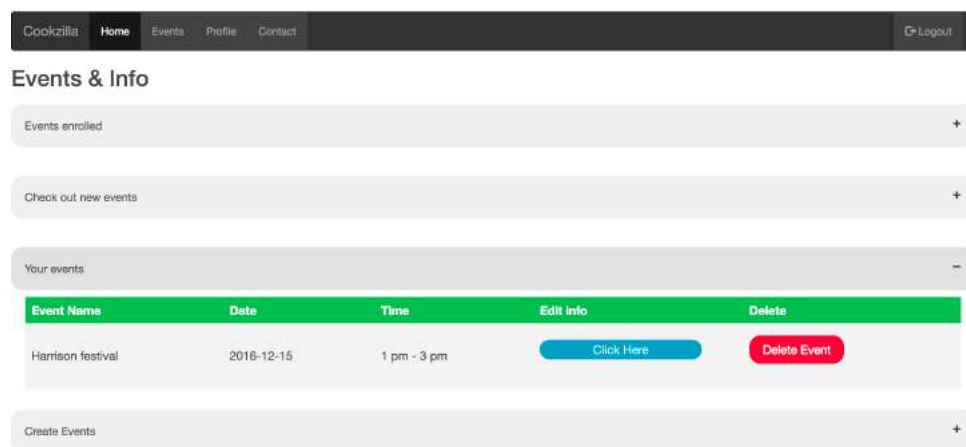 Cookzilla Home Events Profile Contact Logout
Events & Info
Events enrolled +
Check out new events +
Your events −
Event Name Date Time Edit info Delete
Harrison festival 2016-12-15 1 pm - 3 pm Click Here Delete Event
Create Events +